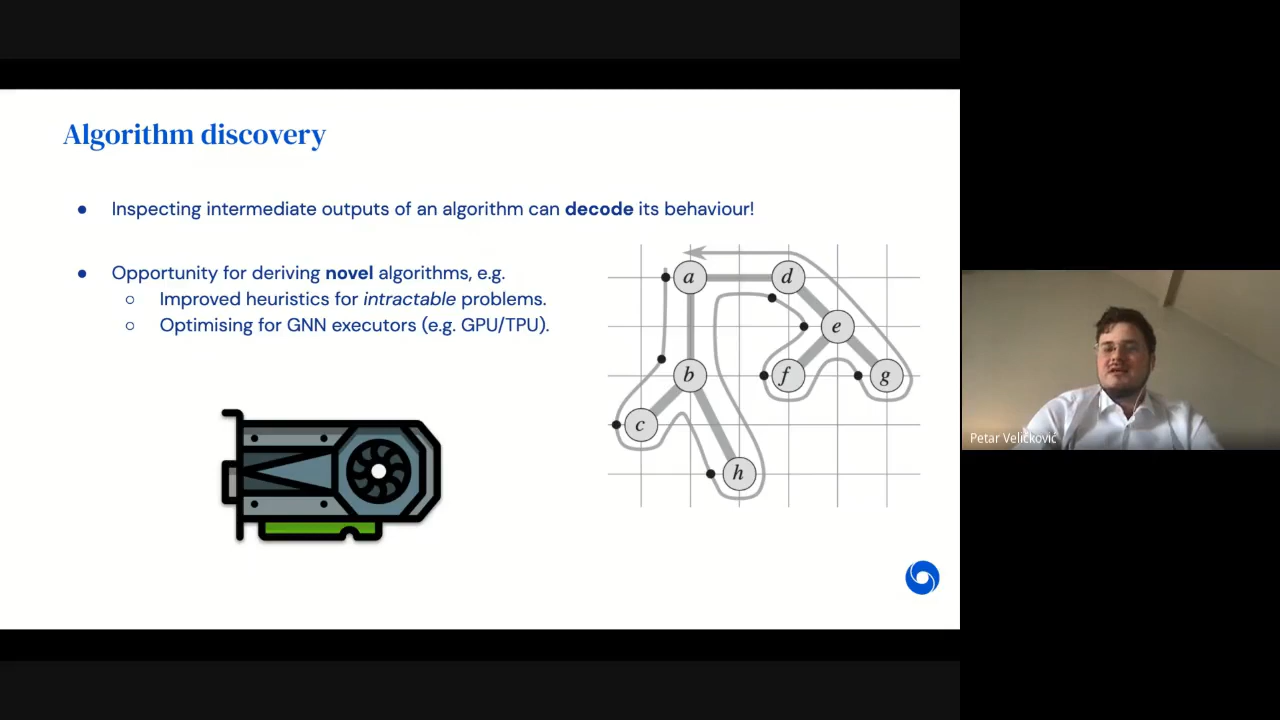 Algorithm discovery
● Inspecting intermediate outputs of an algorithm can decode its behaviour!
● Opportunity for deriving novel algorithms, e.g.
○ Improved heuristics for intractable problems.
○ Optimising for GNN executors (e.g. GPU/TPU).
a d
e
b f g
c
h
Petar Veličković